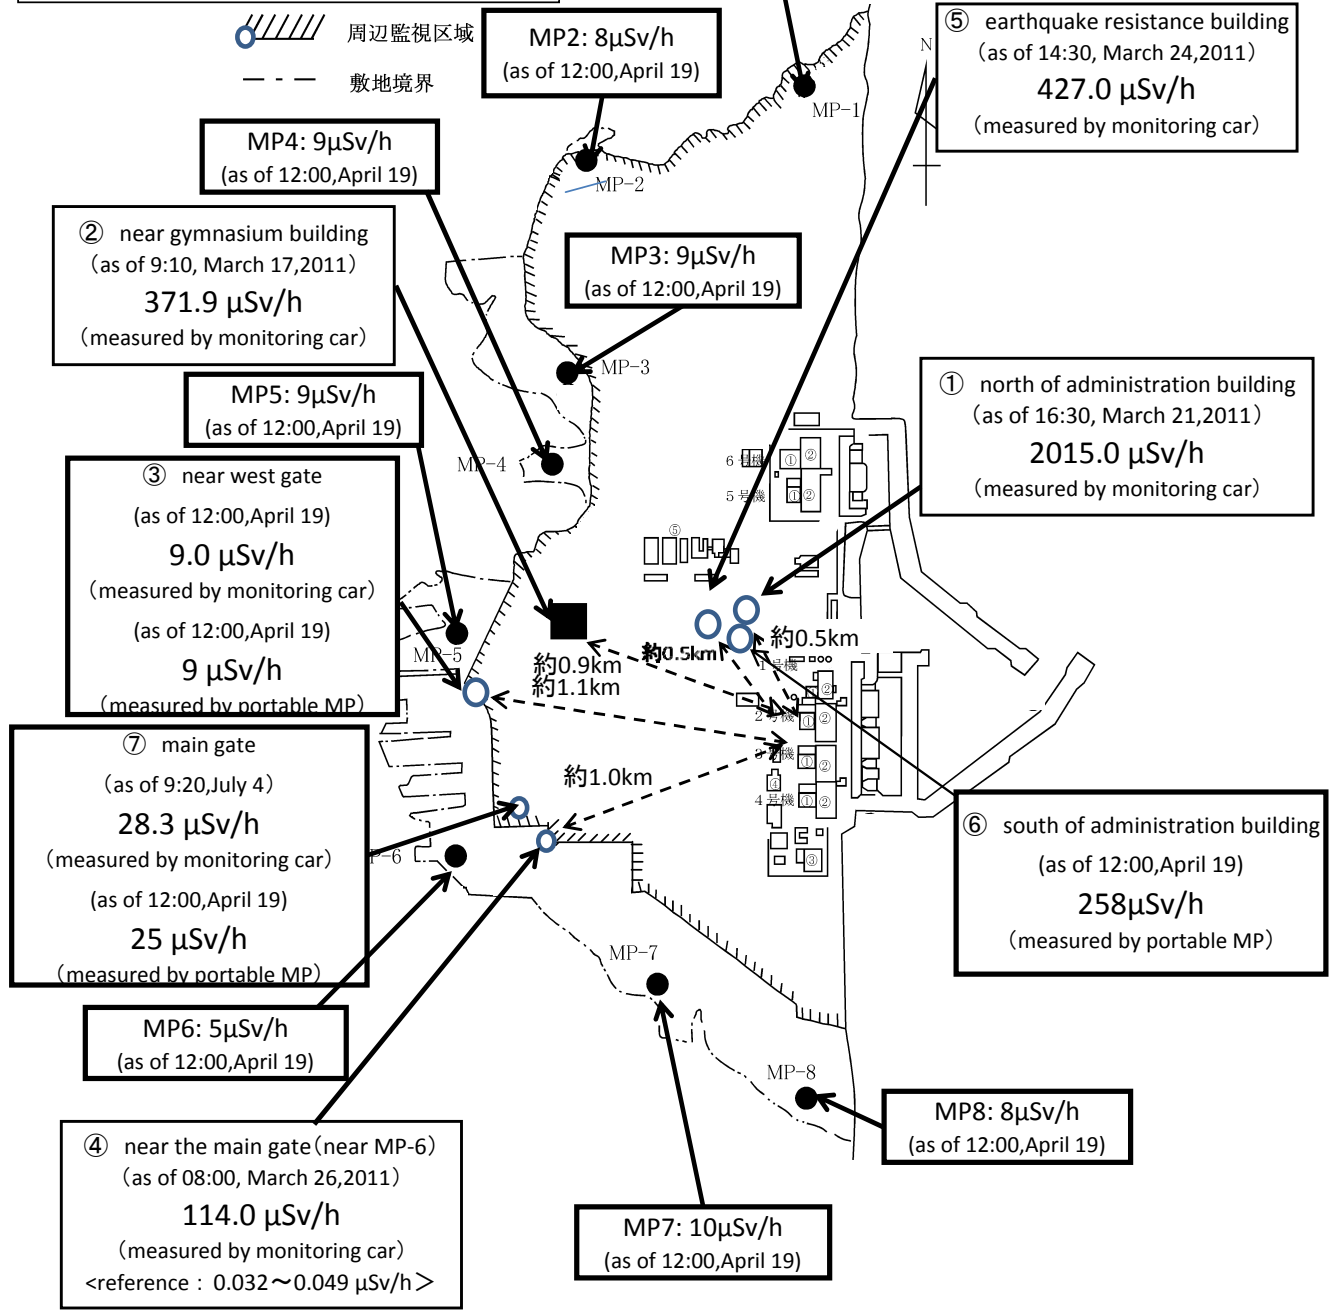 周辺監視区域
敷地境界
MP2: 8μSv/h
(as of 12:00,April 19)
⑤ earthquake resistance building
(as of 14:30, March 24,2011)
427.0 μSv/h
(measured by monitoring car)
N
MP-1
MP4: 9μSv/h
(as of 12:00,April 19)
MP-2
② near gymnasium building
(as of 9:10, March 17,2011)
371.9 μSv/h
(measured by monitoring car)
MP3: 9μSv/h
(as of 12:00,April 19)
MP-3
① north of administration building
(as of 16:30, March 21,2011)
2015.0 μSv/h
(measured by monitoring car)
MP5: 9μSv/h
(as of 12:00,April 19)
MP-4
6号機 ① ②
5号機 ① ②
⑤
③ near west gate
(as of 12:00,April 19)
9.0 μSv/h
(measured by monitoring car)
(as of 12:00,April 19)
9 μSv/h
(measured by portable MP)
MP-5
約0.9km
約1.1km
約0.5km
約0.5km
1号機 ②
2号機 ① ②
3号機 ① ②
④
4号機 ① ②
③
約1.0km
⑦ main gate
(as of 9:20,July 4)
28.3 μSv/h
(measured by monitoring car)
(as of 12:00,April 19)
25 μSv/h
(measured by portable MP)
P-6
⑥ south of administration building
(as of 12:00,April 19)
258μSv/h
(measured by portable MP)
MP-7
MP6: 5μSv/h
(as of 12:00,April 19)
MP-8
MP8: 8μSv/h
(as of 12:00,April 19)
④ near the main gate(near MP-6)
(as of 08:00, March 26,2011)
114.0 μSv/h
(measured by monitoring car)
<reference : 0.032～0.049 μSv/h>
MP7: 10μSv/h
(as of 12:00,April 19)